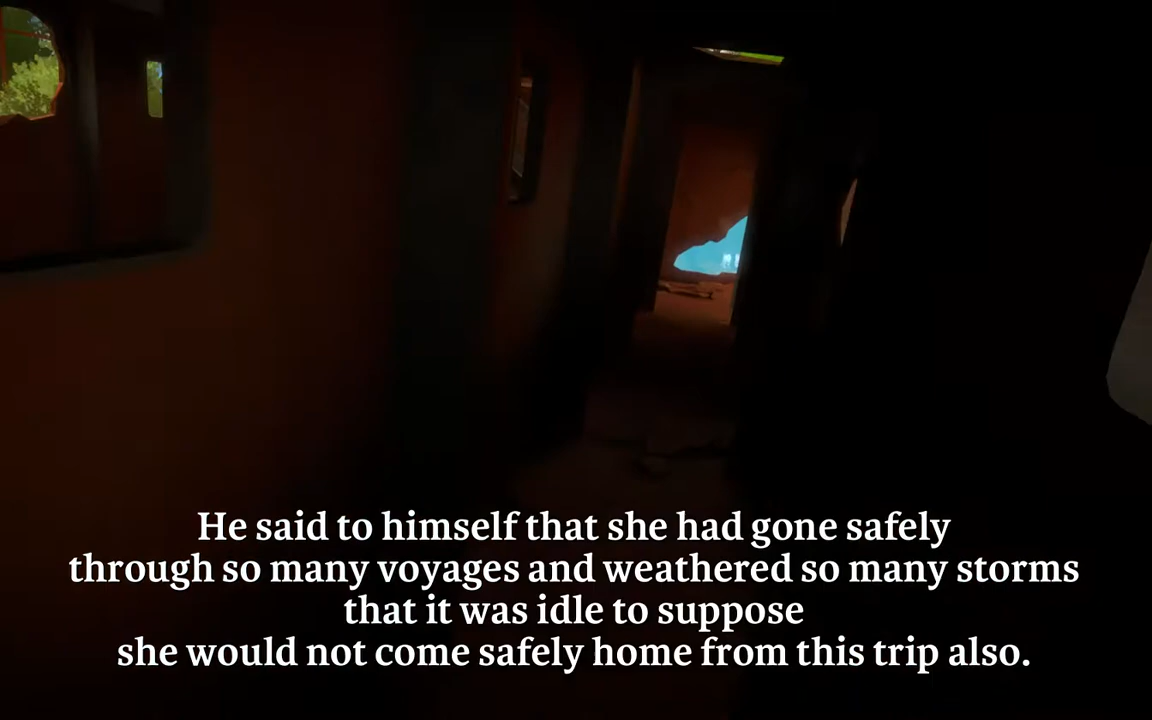 He said to himself that she had gone safely
through so many voyages and weathered so many storms
that it was idle to suppose
she would not come safely home from this trip also.